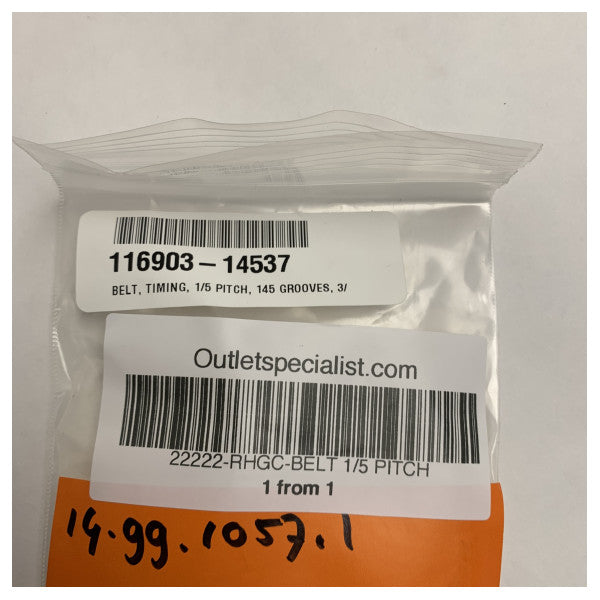 116903-14537
BELT, TIMING, 1/5 PITCH, 145 GROOVES, 3/
Outletspecialist.com
22222-RHGC-BELT 1/5 PITCH
1 from 1
14.99.1057.1